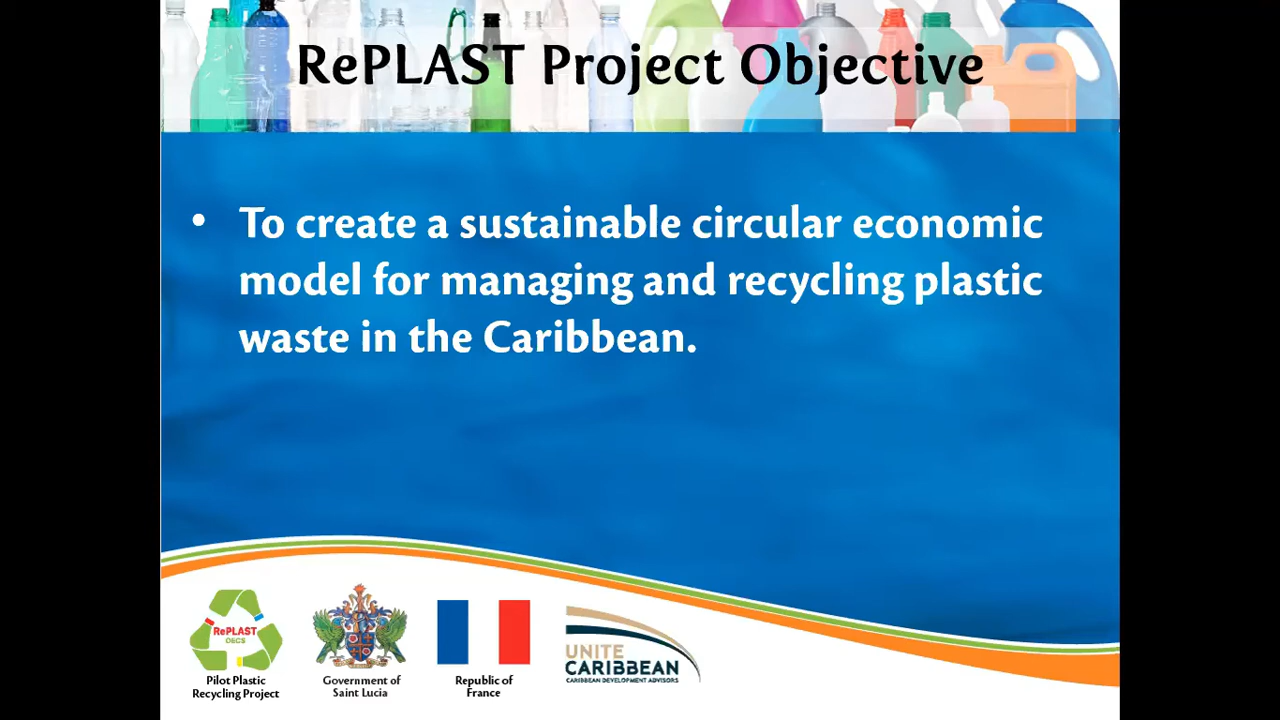 RePLAST Project Objective
• To create a sustainable circular economic
model for managing and recycling plastic
waste in the Caribbean.
RePLAST
OECS
Pilot Plastic
Recycling Project
Government of
Saint Lucia
Republic of
France
UNITE
CARIBBEAN
CARIBBEAN DEVELOPMENT ADVISORS